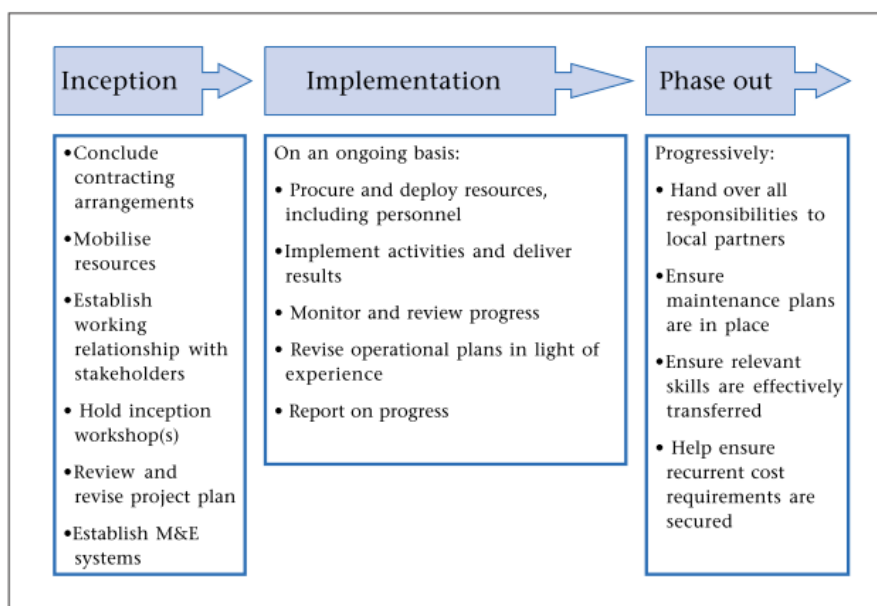 Inception
Implementation
Phase out
•Conclude
contracting
arrangements
•Mobilise
resources
•Establish
working
relationship with
stakeholders
• Hold inception
workshop(s)
•Review and
revise project plan
•Establish M&E
systems
On an ongoing basis:
• Procure and deploy resources,
including personnel
•Implement activities and deliver
results
• Monitor and review progress
• Revise operational plans in light of
experience
• Report on progress
Progressively:
• Hand over all
responsibilities to
local partners
•Ensure
maintenance plans
are in place
•Ensure relevant
skills are effectively
transferred
• Help ensure
recurrent cost
requirements are
secured